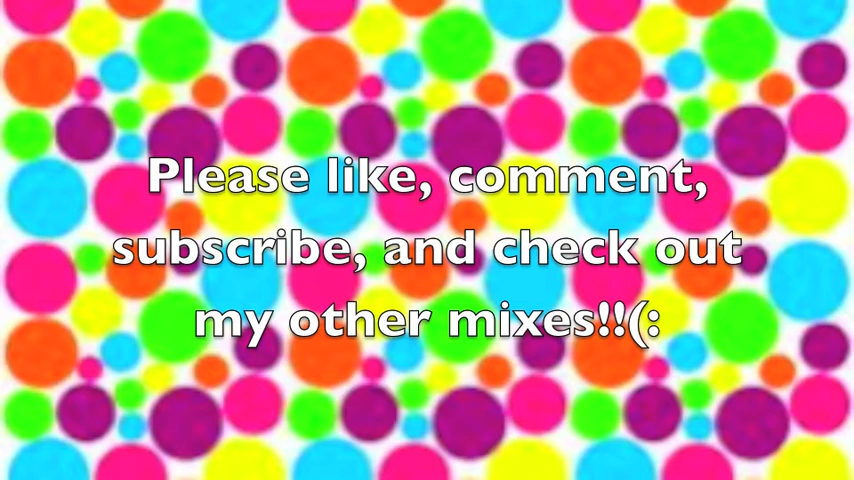 Please like, comment,
subscribe, and check out
my other mixes!!(: